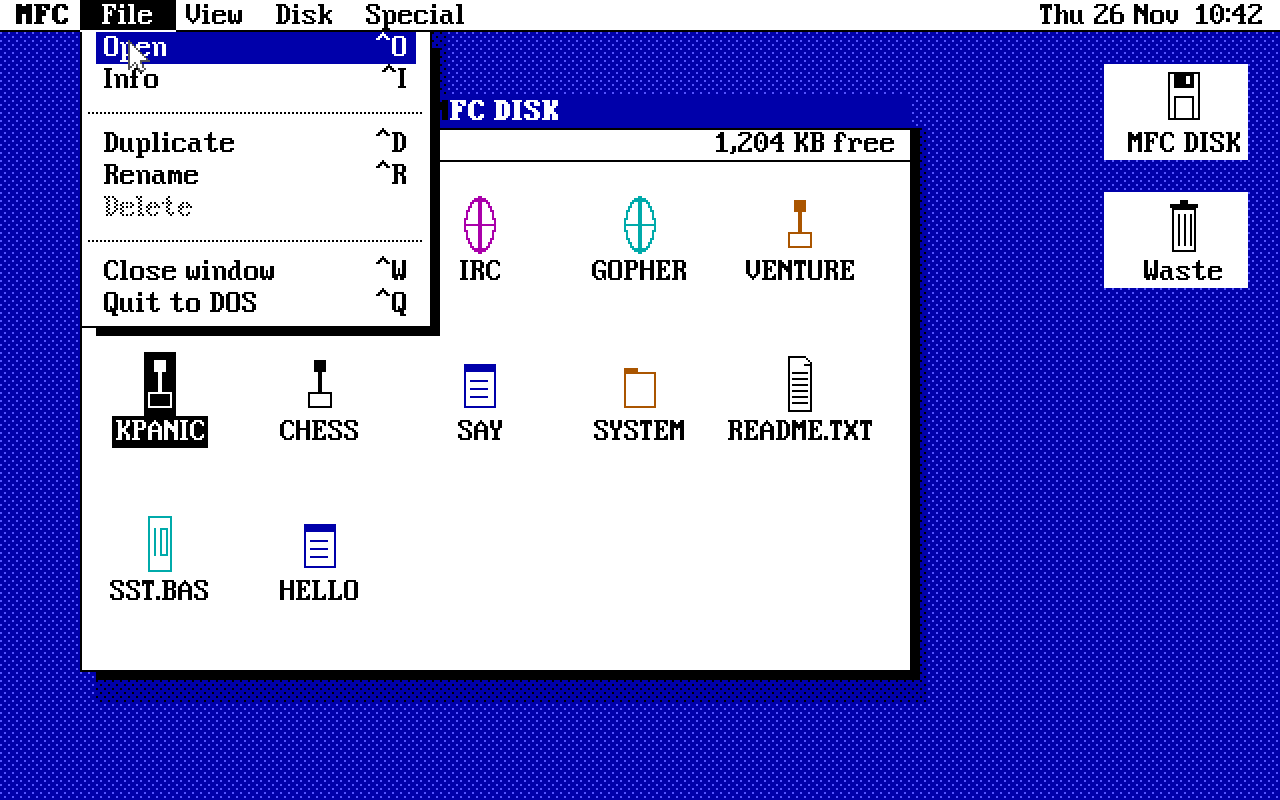 MFC File View Disk Special Thu 26 Nov 10:42
Open ^O
Info ^I
Duplicate ^D
Rename ^R
Delete
Close window ^W
Quit to DOS ^Q
MFC DISK
1,204 KB free
IRC GOPHER VENTURE
KPANIC CHESS SAY SYSTEM README.TXT
SST.BAS HELLO
MFC DISK
Waste